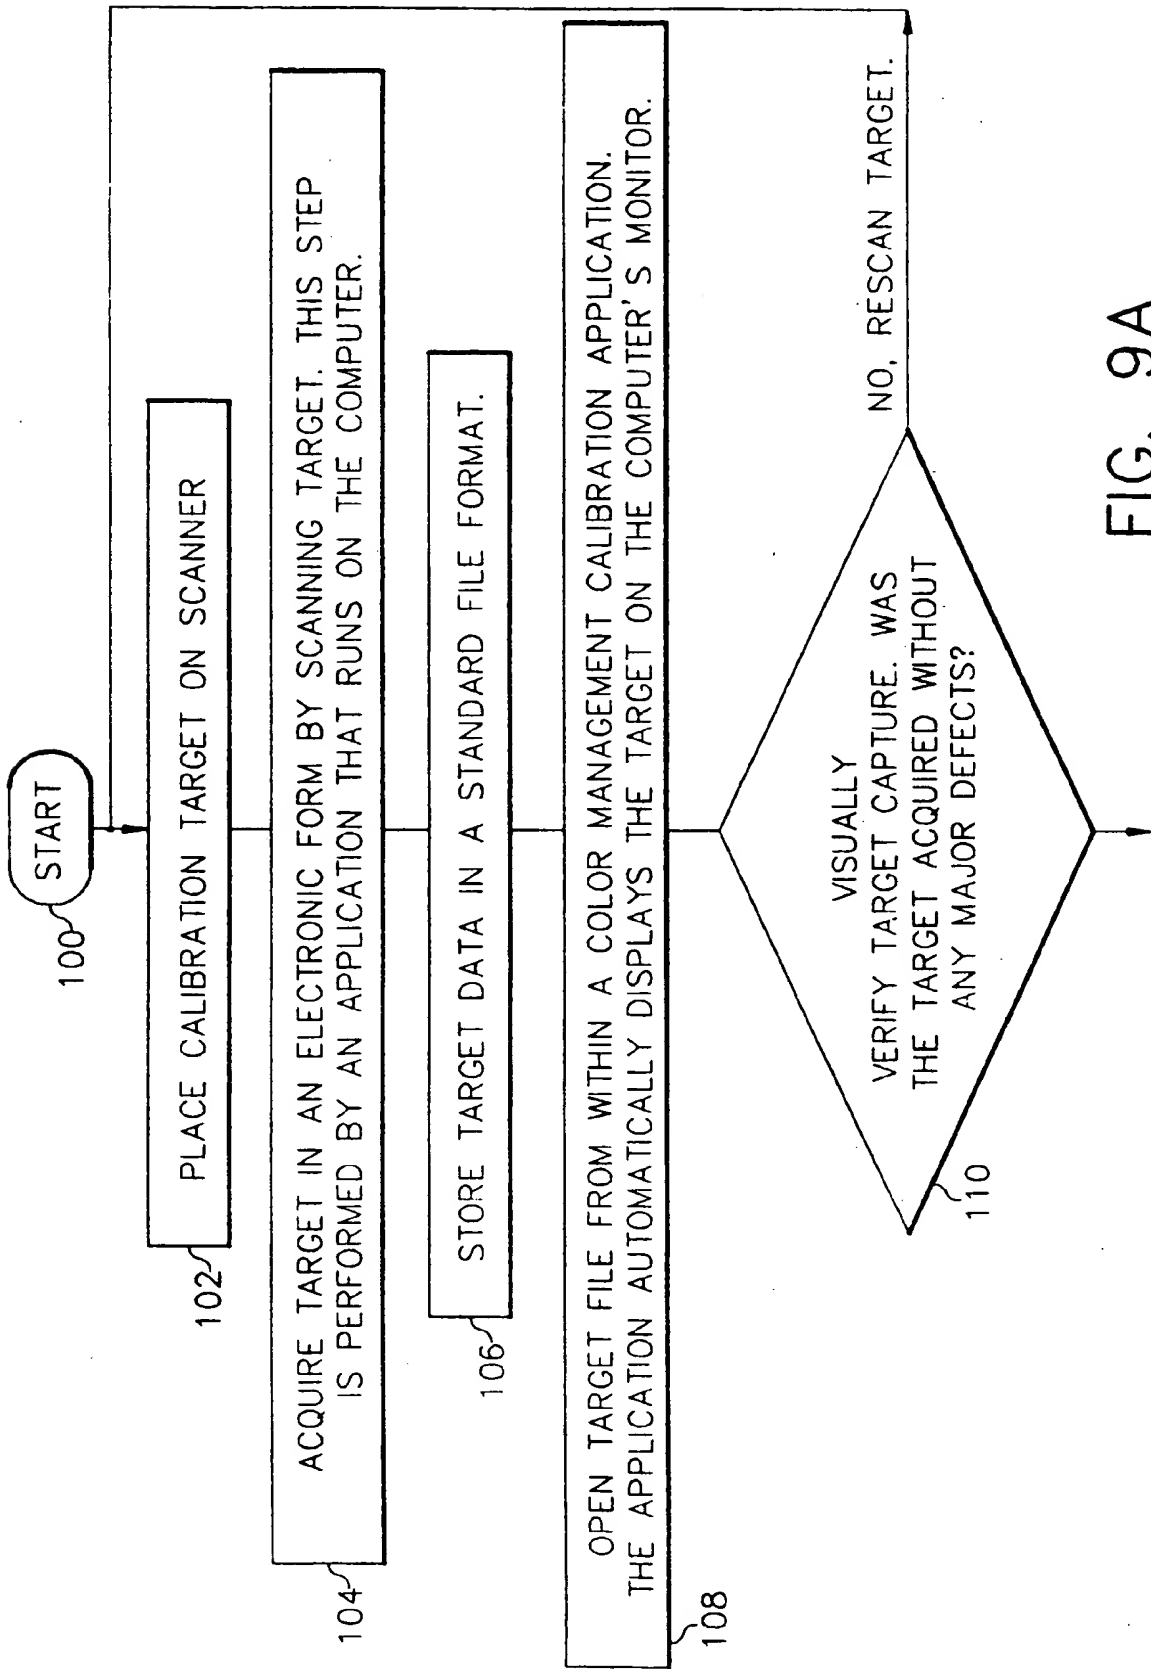 START
100
PLACE CALIBRATION TARGET ON SCANNER
102
ACQUIRE TARGET IN AN ELECTRONIC FORM BY SCANNING TARGET. THIS STEP
IS PERFORMED BY AN APPLICATION THAT RUNS ON THE COMPUTER.
104
STORE TARGET DATA IN A STANDARD FILE FORMAT.
106
OPEN TARGET FILE FROM WITHIN A COLOR MANAGEMENT CALIBRATION APPLICATION.
THE APPLICATION AUTOMATICALLY DISPLAYS THE TARGET ON THE COMPUTER'S MONITOR.
108
VISUALLY
VERIFY TARGET CAPTURE. WAS
THE TARGET ACQUIRED WITHOUT
ANY MAJOR DEFECTS?
110
NO, RESCAN TARGET.
FIG. 9A